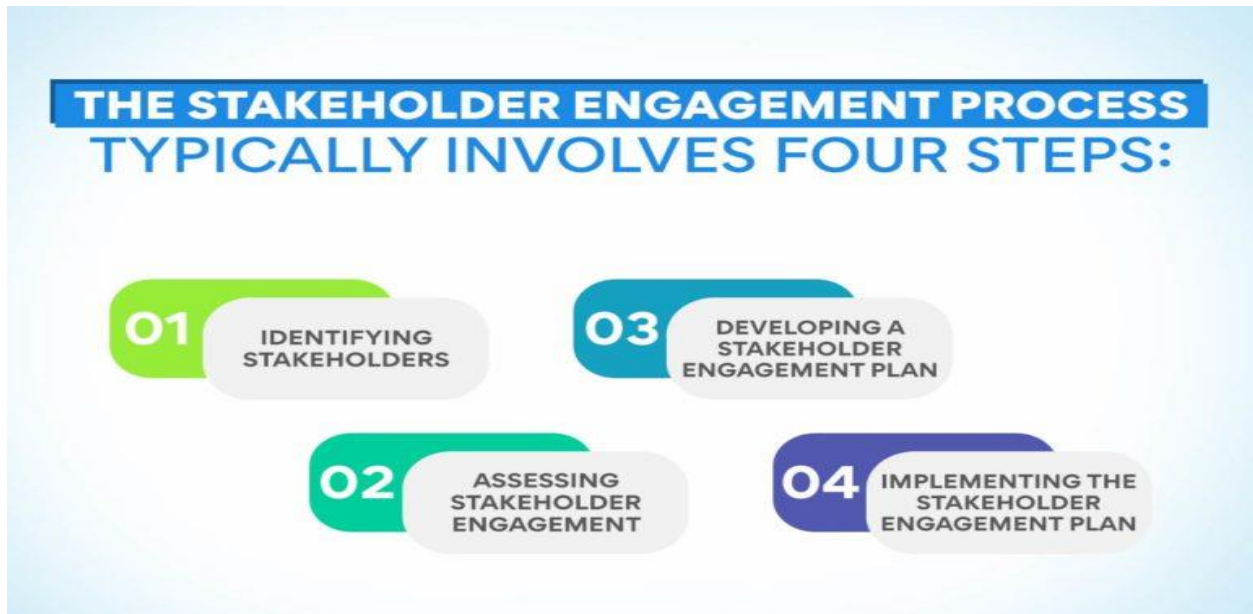 THE STAKEHOLDER ENGAGEMENT PROCESS
TYPICALLY INVOLVES FOUR STEPS:
01
IDENTIFYING
STAKEHOLDERS
02
ASSESSING
STAKEHOLDER
ENGAGEMENT
03
DEVELOPING A
STAKEHOLDER
ENGAGEMENT PLAN
04
IMPLEMENTING THE
STAKEHOLDER
ENGAGEMENT PLAN